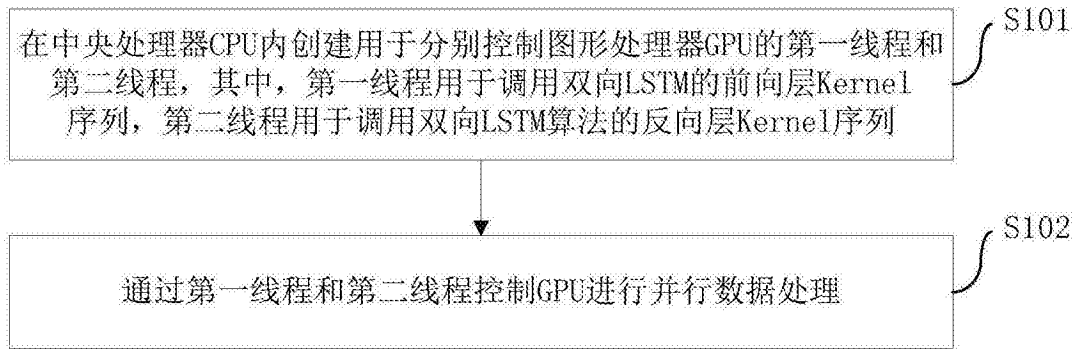 S101
在中央处理器CPU内创建用于分别控制图形处理器GPU的第一线程和
第二线程，其中，第一线程用于调用双向LSTM的前向层Kernel
序列，第二线程用于调用双向LSTM算法的反向层Kernel序列
S102
通过第一线程和第二线程控制GPU进行并行数据处理